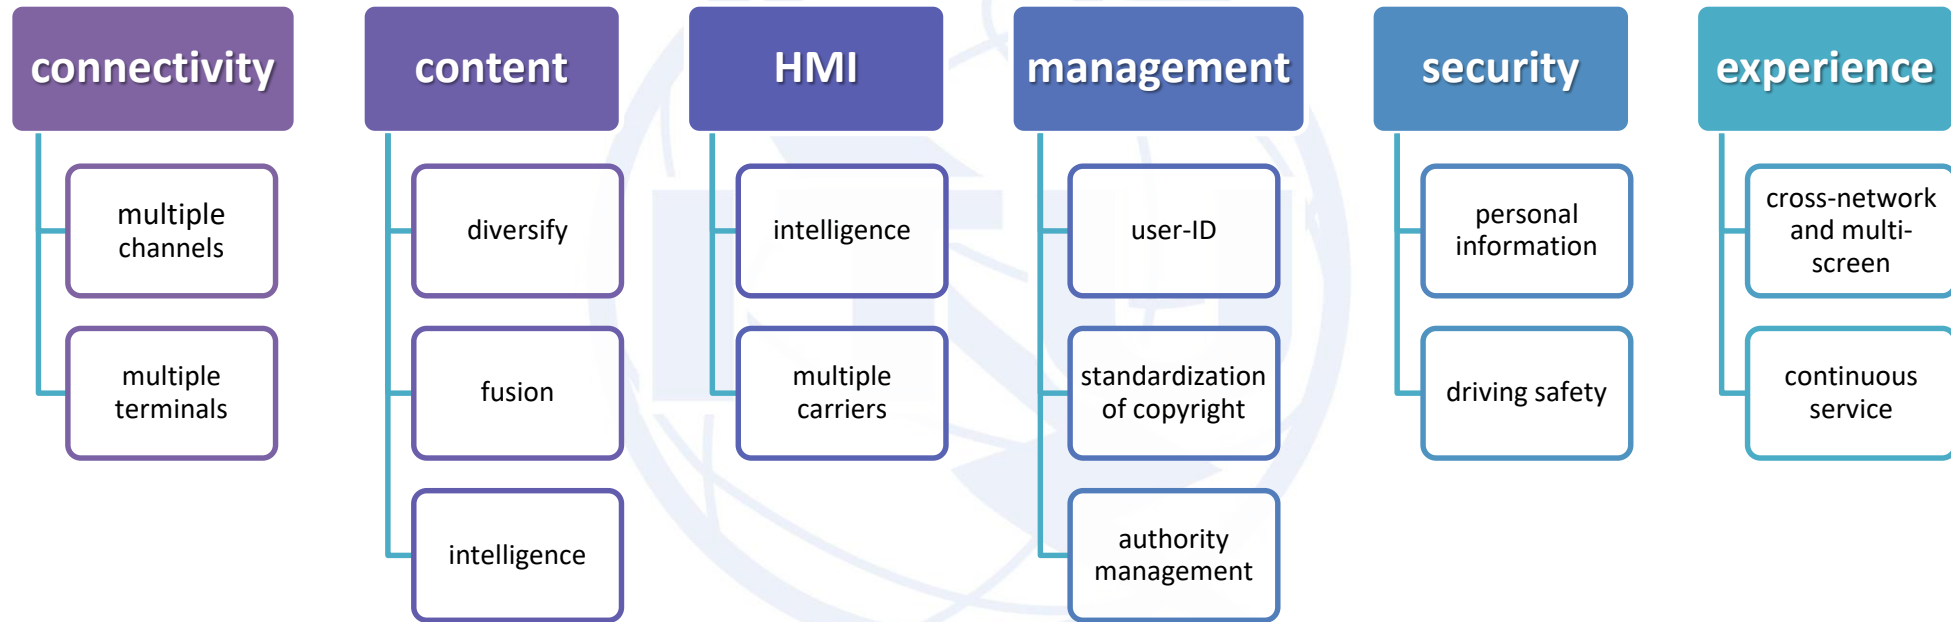 connectivity
multiple
channels
multiple
terminals
content
diversify
fusion
intelligence
HMI
intelligence
multiple
carriers
management
user-ID
standardization
of copyright
authority
management
security
personal
information
driving safety
experience
cross-network
and multi-
screen
continuous
service
ITU